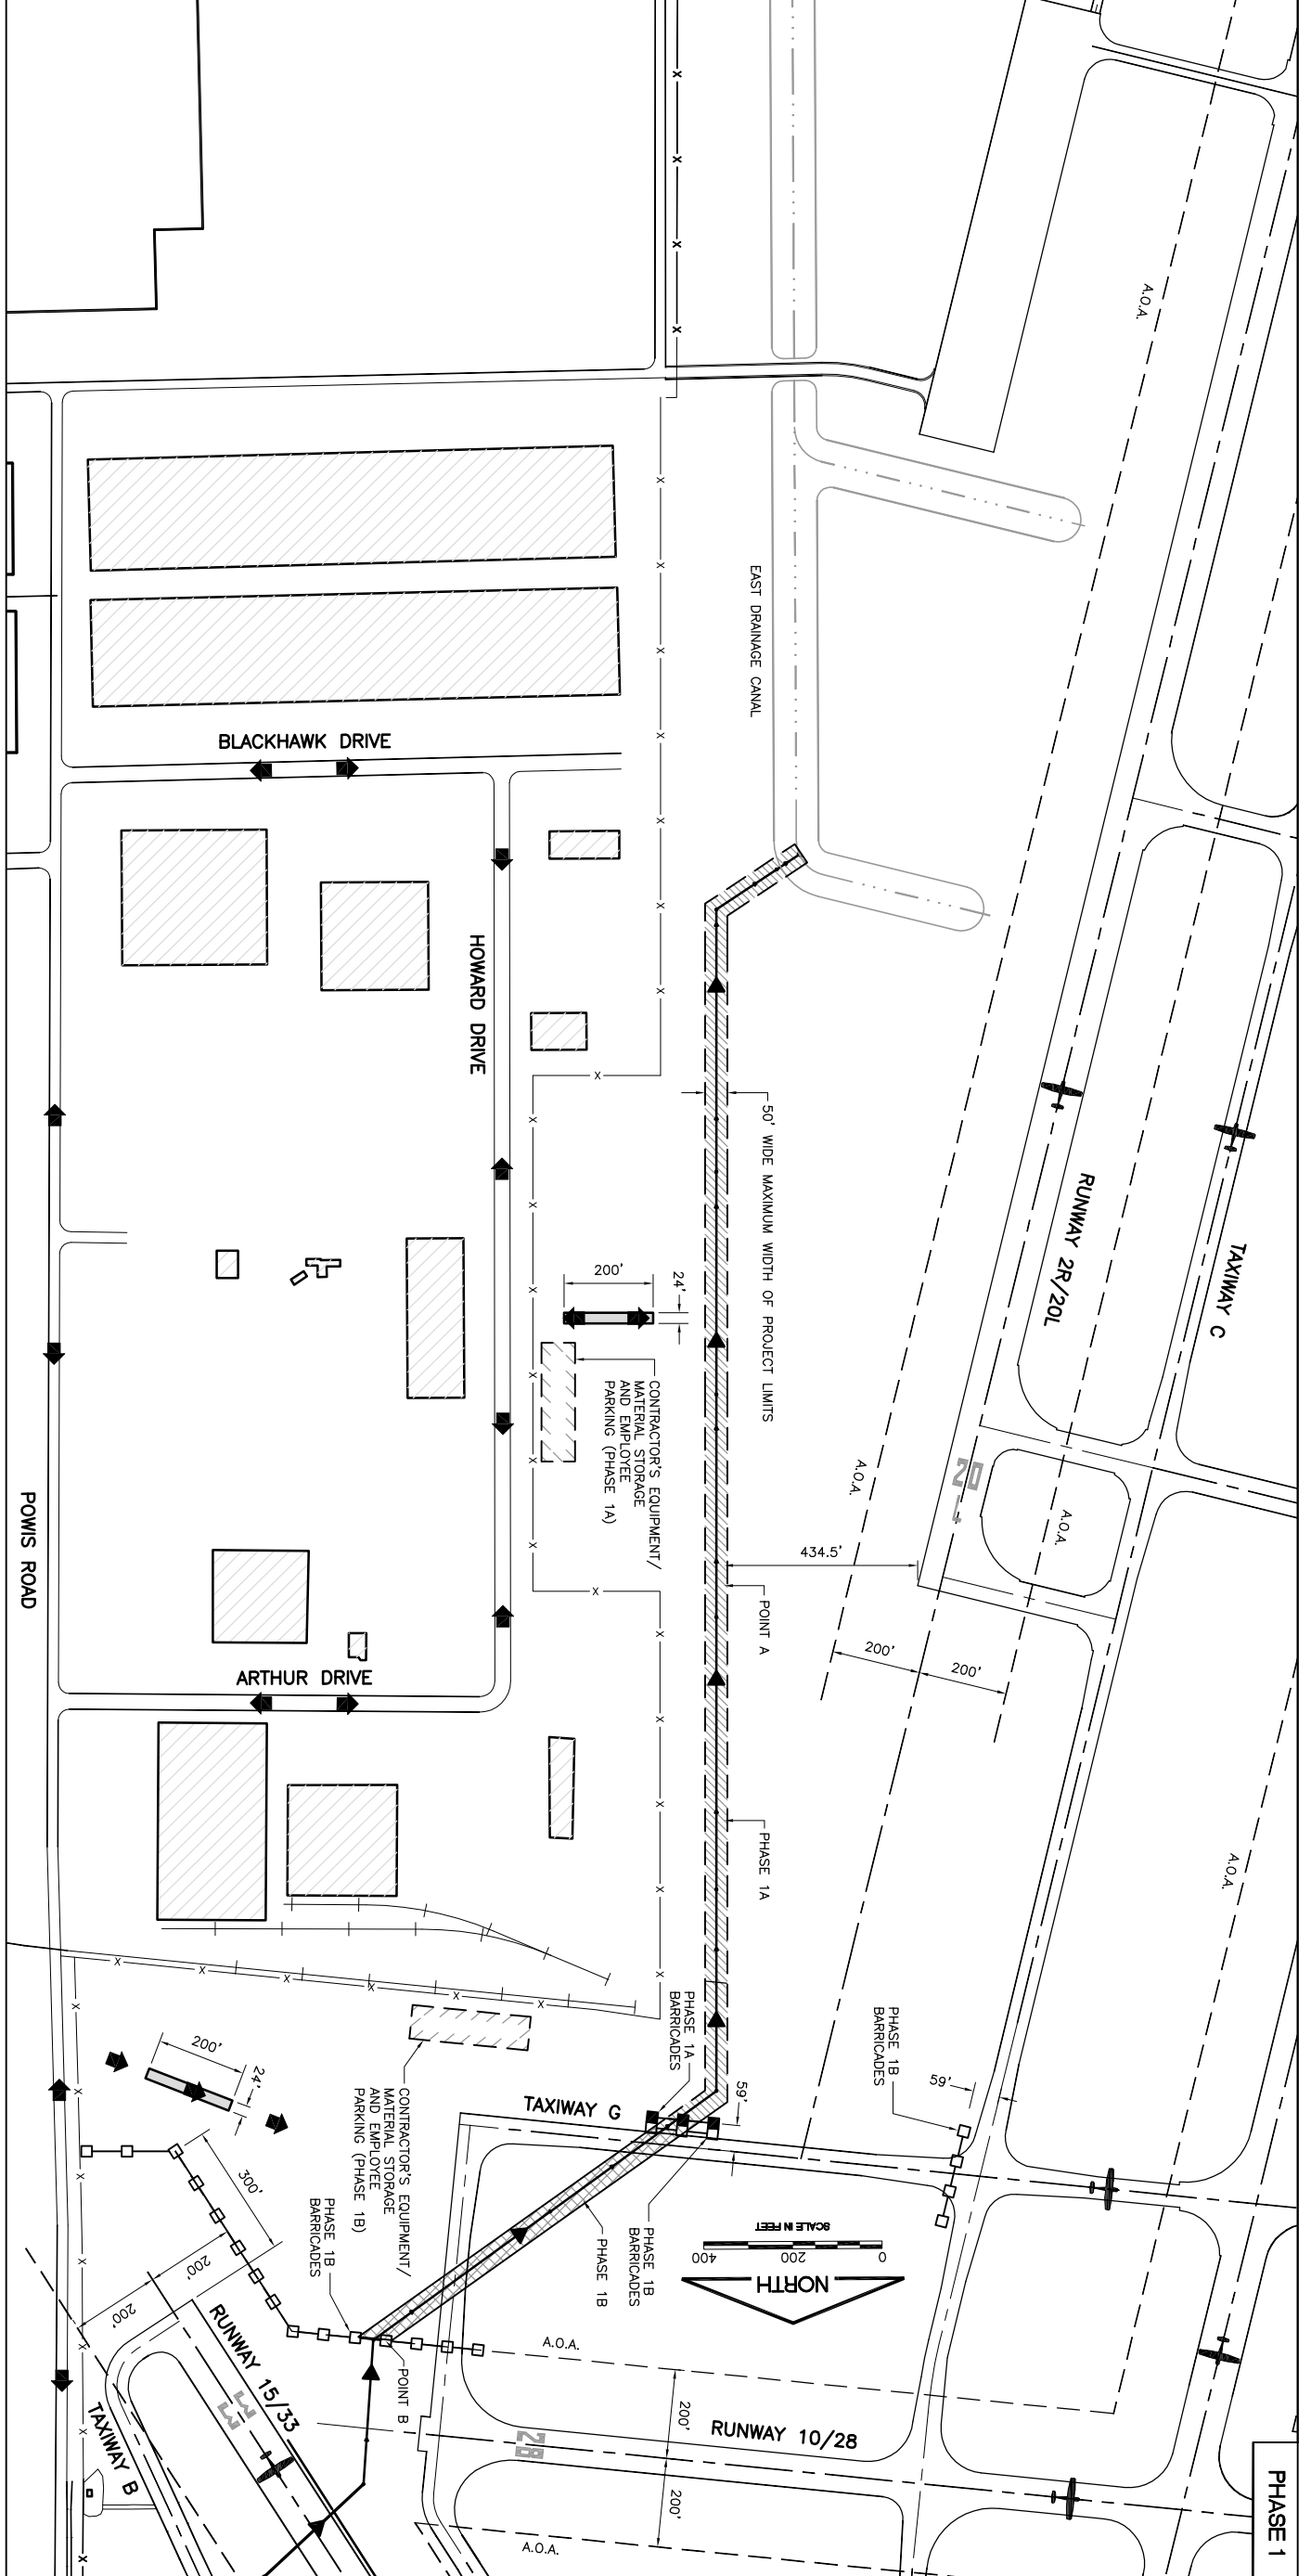 A.O.A.
EAST DRAINAGE CANAL
BLACKHAWK DRIVE
HOWARD DRIVE
50' WIDE MAXIMUM WIDTH OF PROJECT LIMITS
RUNWAY 2R/20L
TAXIWAY C
200'
24'
CONTRACTOR'S EQUIPMENT/
MATERIAL STORAGE
AND EMPLOYEE
PARKING (PHASE 1A)
A.O.A.
20
L
A.O.A.
434.5'
POINT A
200'
200'
POWIS ROAD
ARTHUR DRIVE
PHASE 1A
A.O.A.
PHASE 1A
BARRICADES
PHASE 1B
BARRICADES
59'
59'
TAXIWAY G
200'
24'
CONTRACTOR'S EQUIPMENT/
MATERIAL STORAGE
AND EMPLOYEE
PARKING (PHASE 1B)
300'
200'
200'
PHASE 1B
BARRICADES
PHASE 1B
BARRICADES
PHASE 1B
SCALE IN FEET
0
200
400
NORTH
POINT B
A.O.A.
200'
200'
RUNWAY 10/28
28
A.O.A.
RUNWAY 15/33
33
TAXIWAY B
PHASE 1